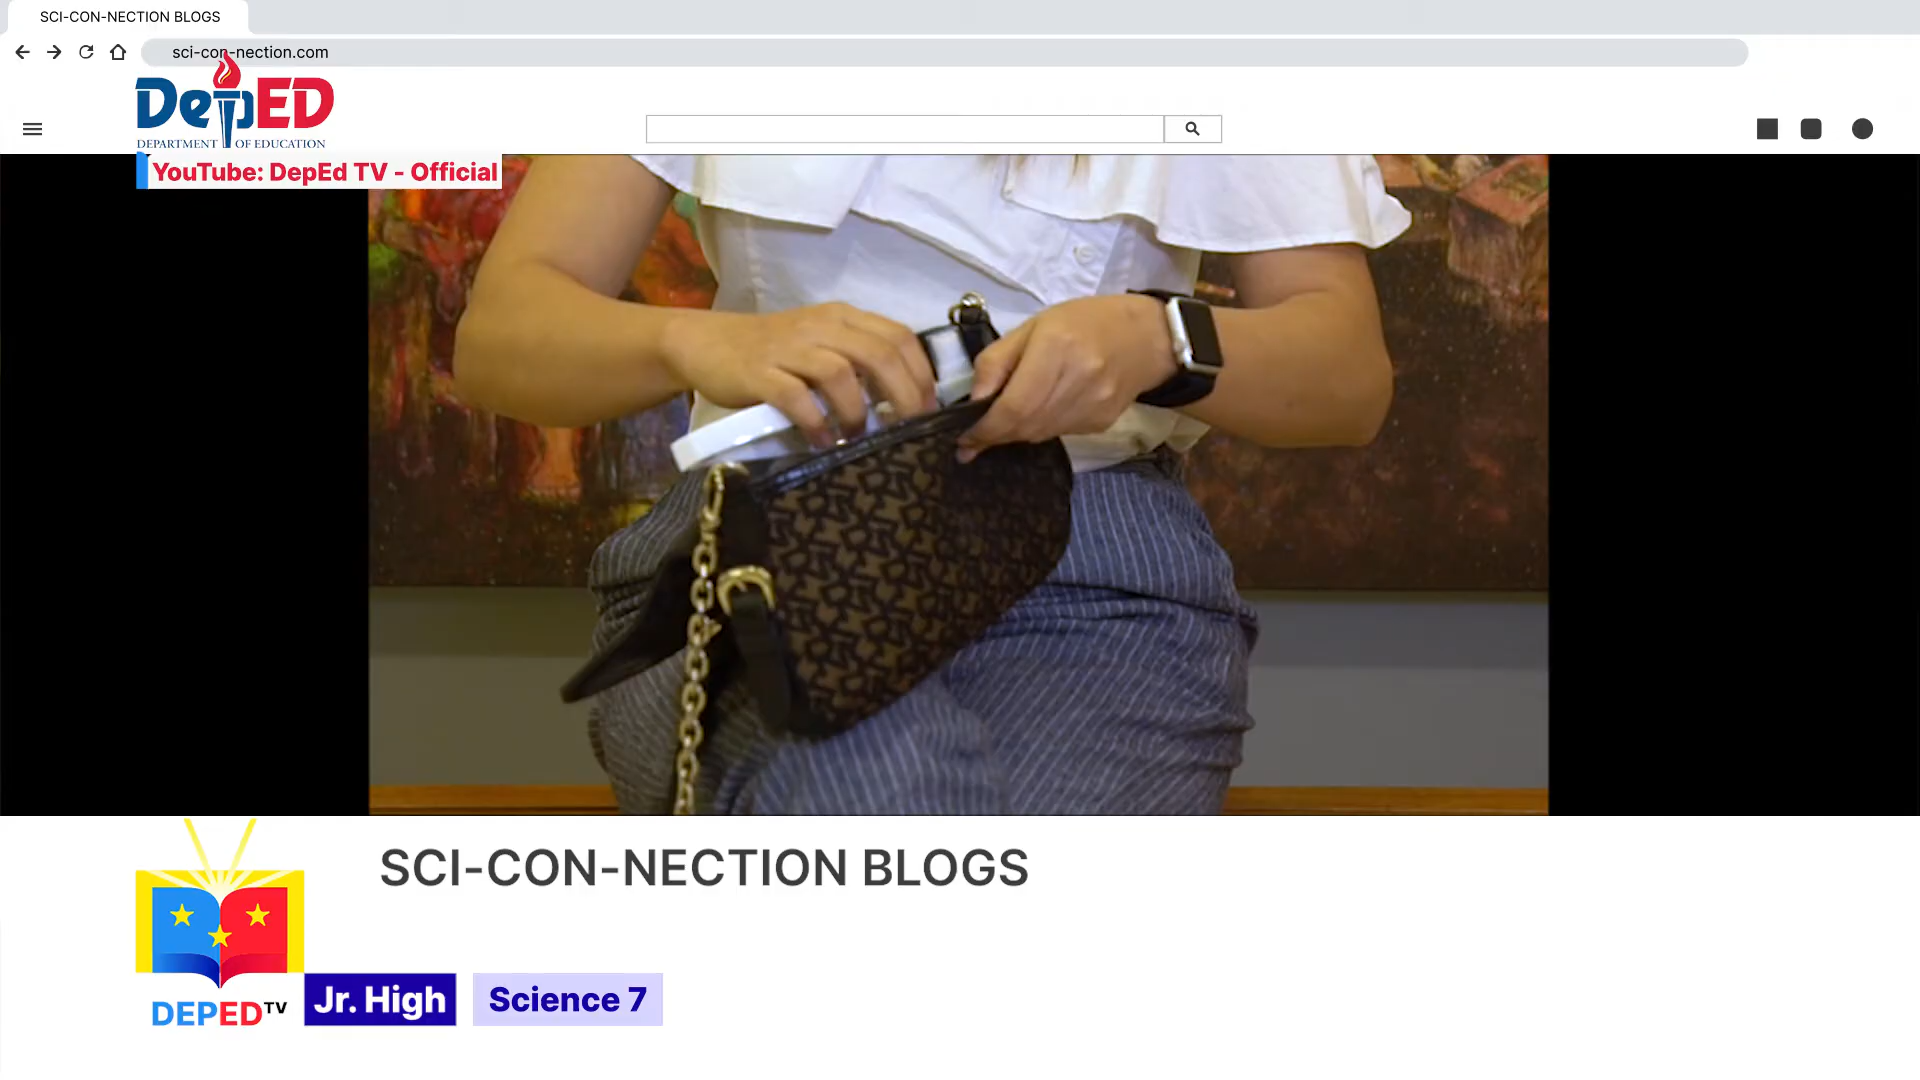 SCI-CON-NECTION BLOGS
sci-con-nection.com
DepED
DEPARTMENT OF EDUCATION
YouTube: DepEd TV - Official
SCI-CON-NECTION BLOGS
Jr. High
Science 7
DEPED TV